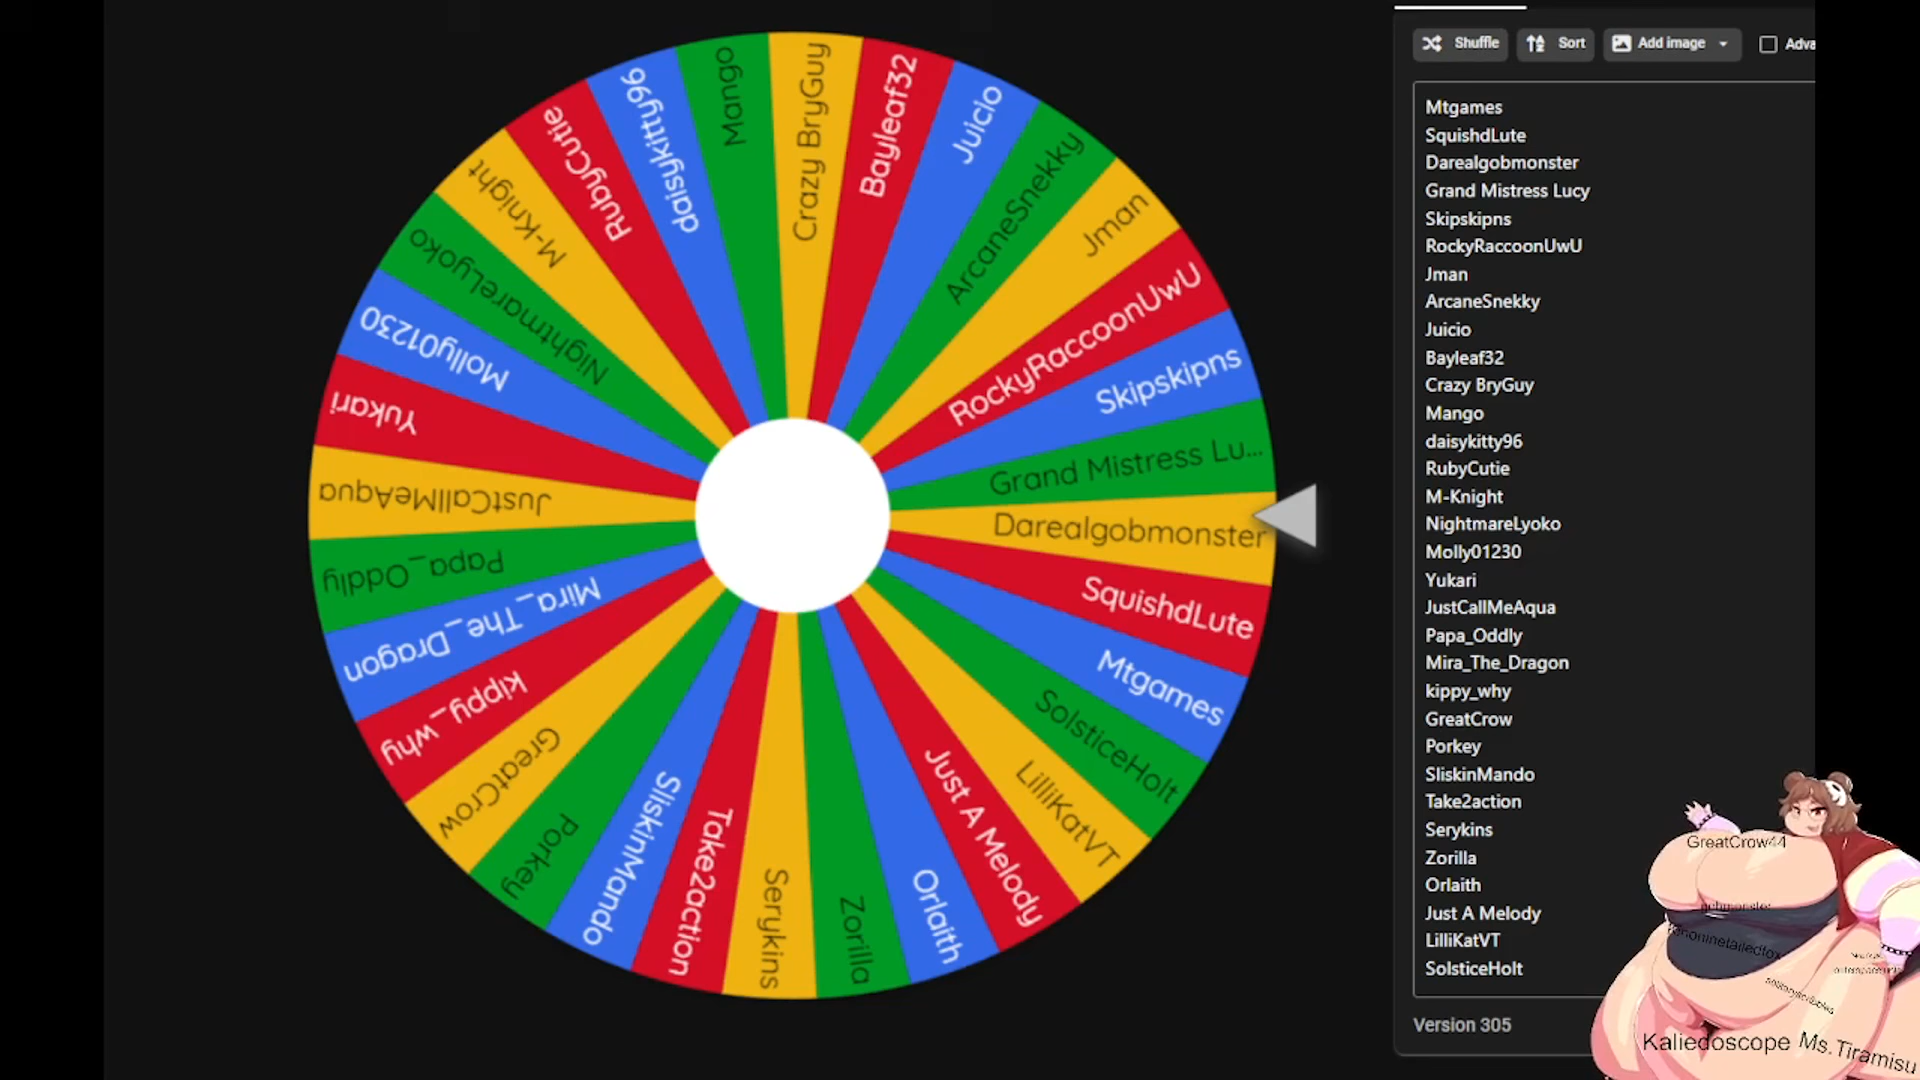 Shuffle
Sort
Add image
Adva
Mtgames
SquishdLute
Darealgobmonster
Grand Mistress Lucy
Skipskipns
RockyRaccoonUwU
Jman
ArcaneSnekky
Juicio
Bayleaf32
Crazy BryGuy
Mango
daisykitty96
RubyCutie
M-Knight
NightmareLyoko
Molly01230
Yukari
JustCallMeAqua
Papa_Oddly
Mira_The_Dragon
kippy_why
GreatCrow
Porkey
SliskinMando
Take2action
Serykins
Zorilla
Orlaith
Just A Melody
LilliKatVT
SolsticeHolt
Version 305
Crazy BryGuy
Bayleaf32
Juicio
ArcaneSnekky
Jman
RockyRaccoonUwU
Skipskipns
Grand Mistress Lu...
Darealgobmonster
SquishdLute
Mtgames
SolsticeHolt
LilliKatVT
Just A Melody
Orlaith
Zorilla
Serykins
Take2action
SliskinMando
Porkey
GreatCrow
kippy_why
Mira_The_Dragon
Papa_Oddly
JustCallMeAqua
Yukari
Molly01230
NightmareLyoko
M-Knight
RubyCutie
daisykitty96
Mango
GreatCrow44
Kaliedoscope
Ms.Tiramisu